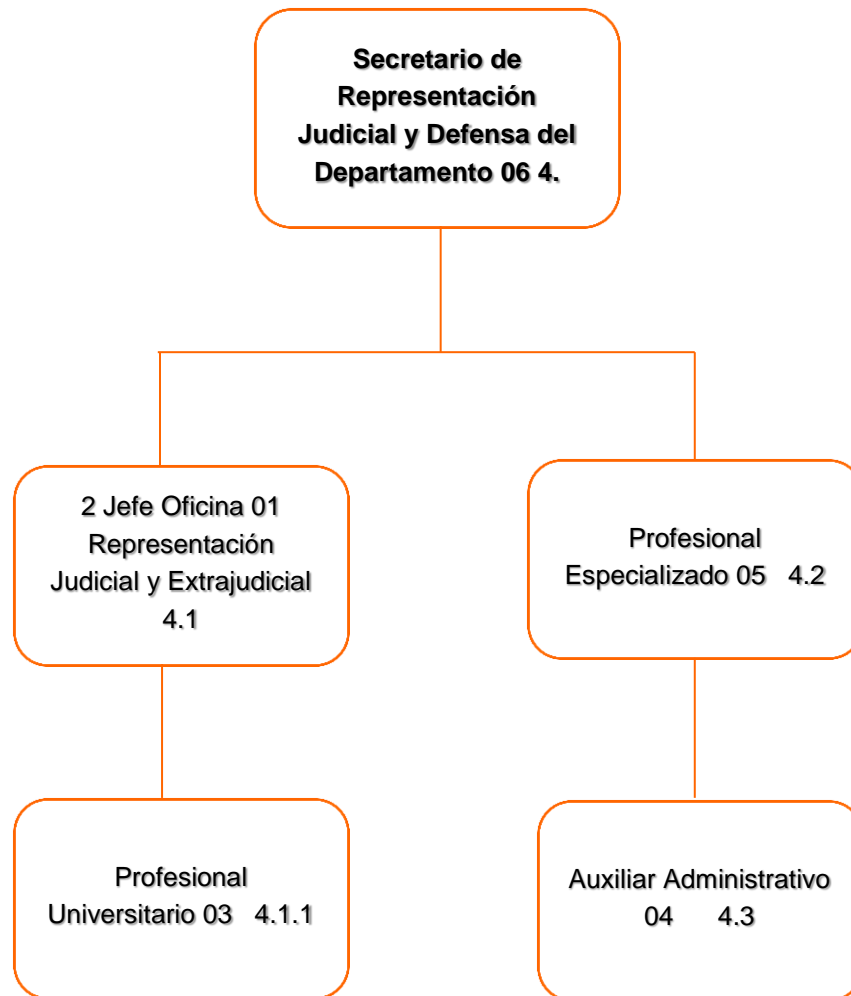 Secretario de
Representación
Judicial y Defensa del
Departamento 06 4.
2 Jefe Oficina 01
Representación
Judicial y Extrajudicial
4.1
Profesional
Especializado 05 4.2
Profesional
Universitario 03 4.1.1
Auxiliar Administrativo
04 4.3